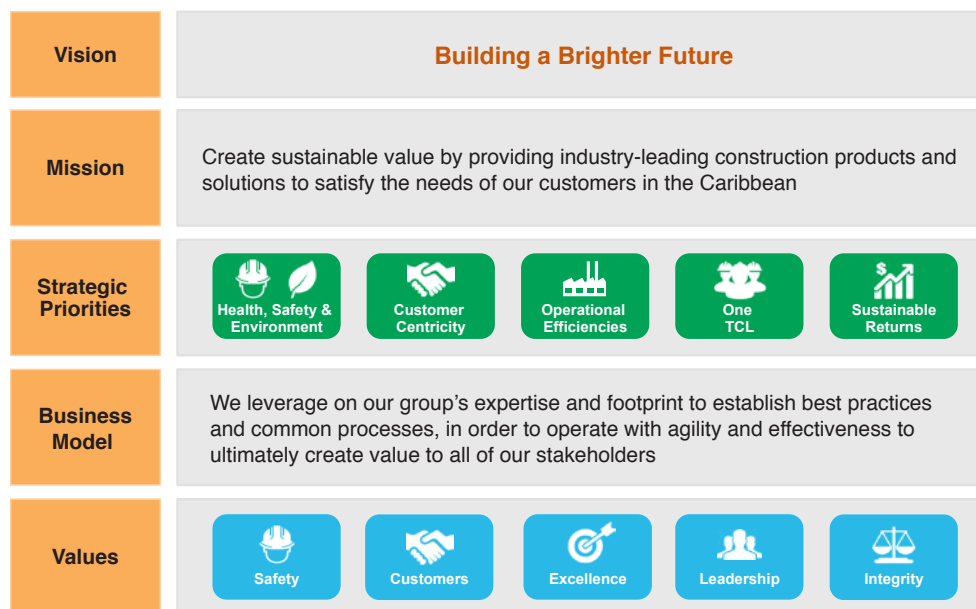 Vision
Building a Brighter Future
Mission
Create sustainable value by providing industry-leading construction products and
solutions to satisfy the needs of our customers in the Caribbean
Strategic
Priorities
Health, Safety &
Environment
Customer
Centricity
Operational
Efficiencies
One
TCL
$
Sustainable
Returns
Business
Model
We leverage on our group's expertise and footprint to establish best practices
and common processes, in order to operate with agility and effectiveness to
ultimately create value to all of our stakeholders
Values
Safety
Customers
Excellence
Leadership
Integrity